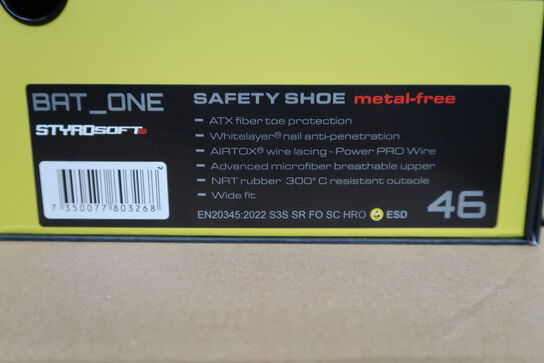 BAT_ONE
STYROSOFT
SAFETY SHOE metal-free
- ATX fiber toe protection
- Whitelayer® nail anti-penetration
- AIRTOX® wire lacing - Power PRO Wire
- Advanced microfiber breathable upper
- NRT rubber 300°C resistant outsole
- Wide fit
7 350077 803268
EN20345:2022 S3S SR FO SC HRO ESD
46